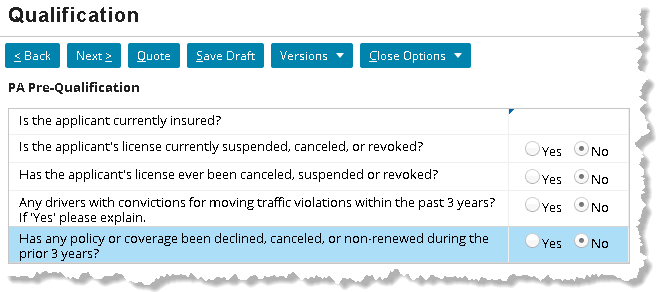 Qualification
< Back Next > Quote Save Draft Versions Close Options
PA Pre-Qualification
Is the applicant currently insured?
Is the applicant's license currently suspended, canceled, or revoked? Yes No
Has the applicant's license ever been canceled, suspended or revoked? Yes No
Any drivers with convictions for moving traffic violations within the past 3 years? Yes No
If 'Yes' please explain.
Has any policy or coverage been declined, canceled, or non-renewed during the Yes No
prior 3 years?